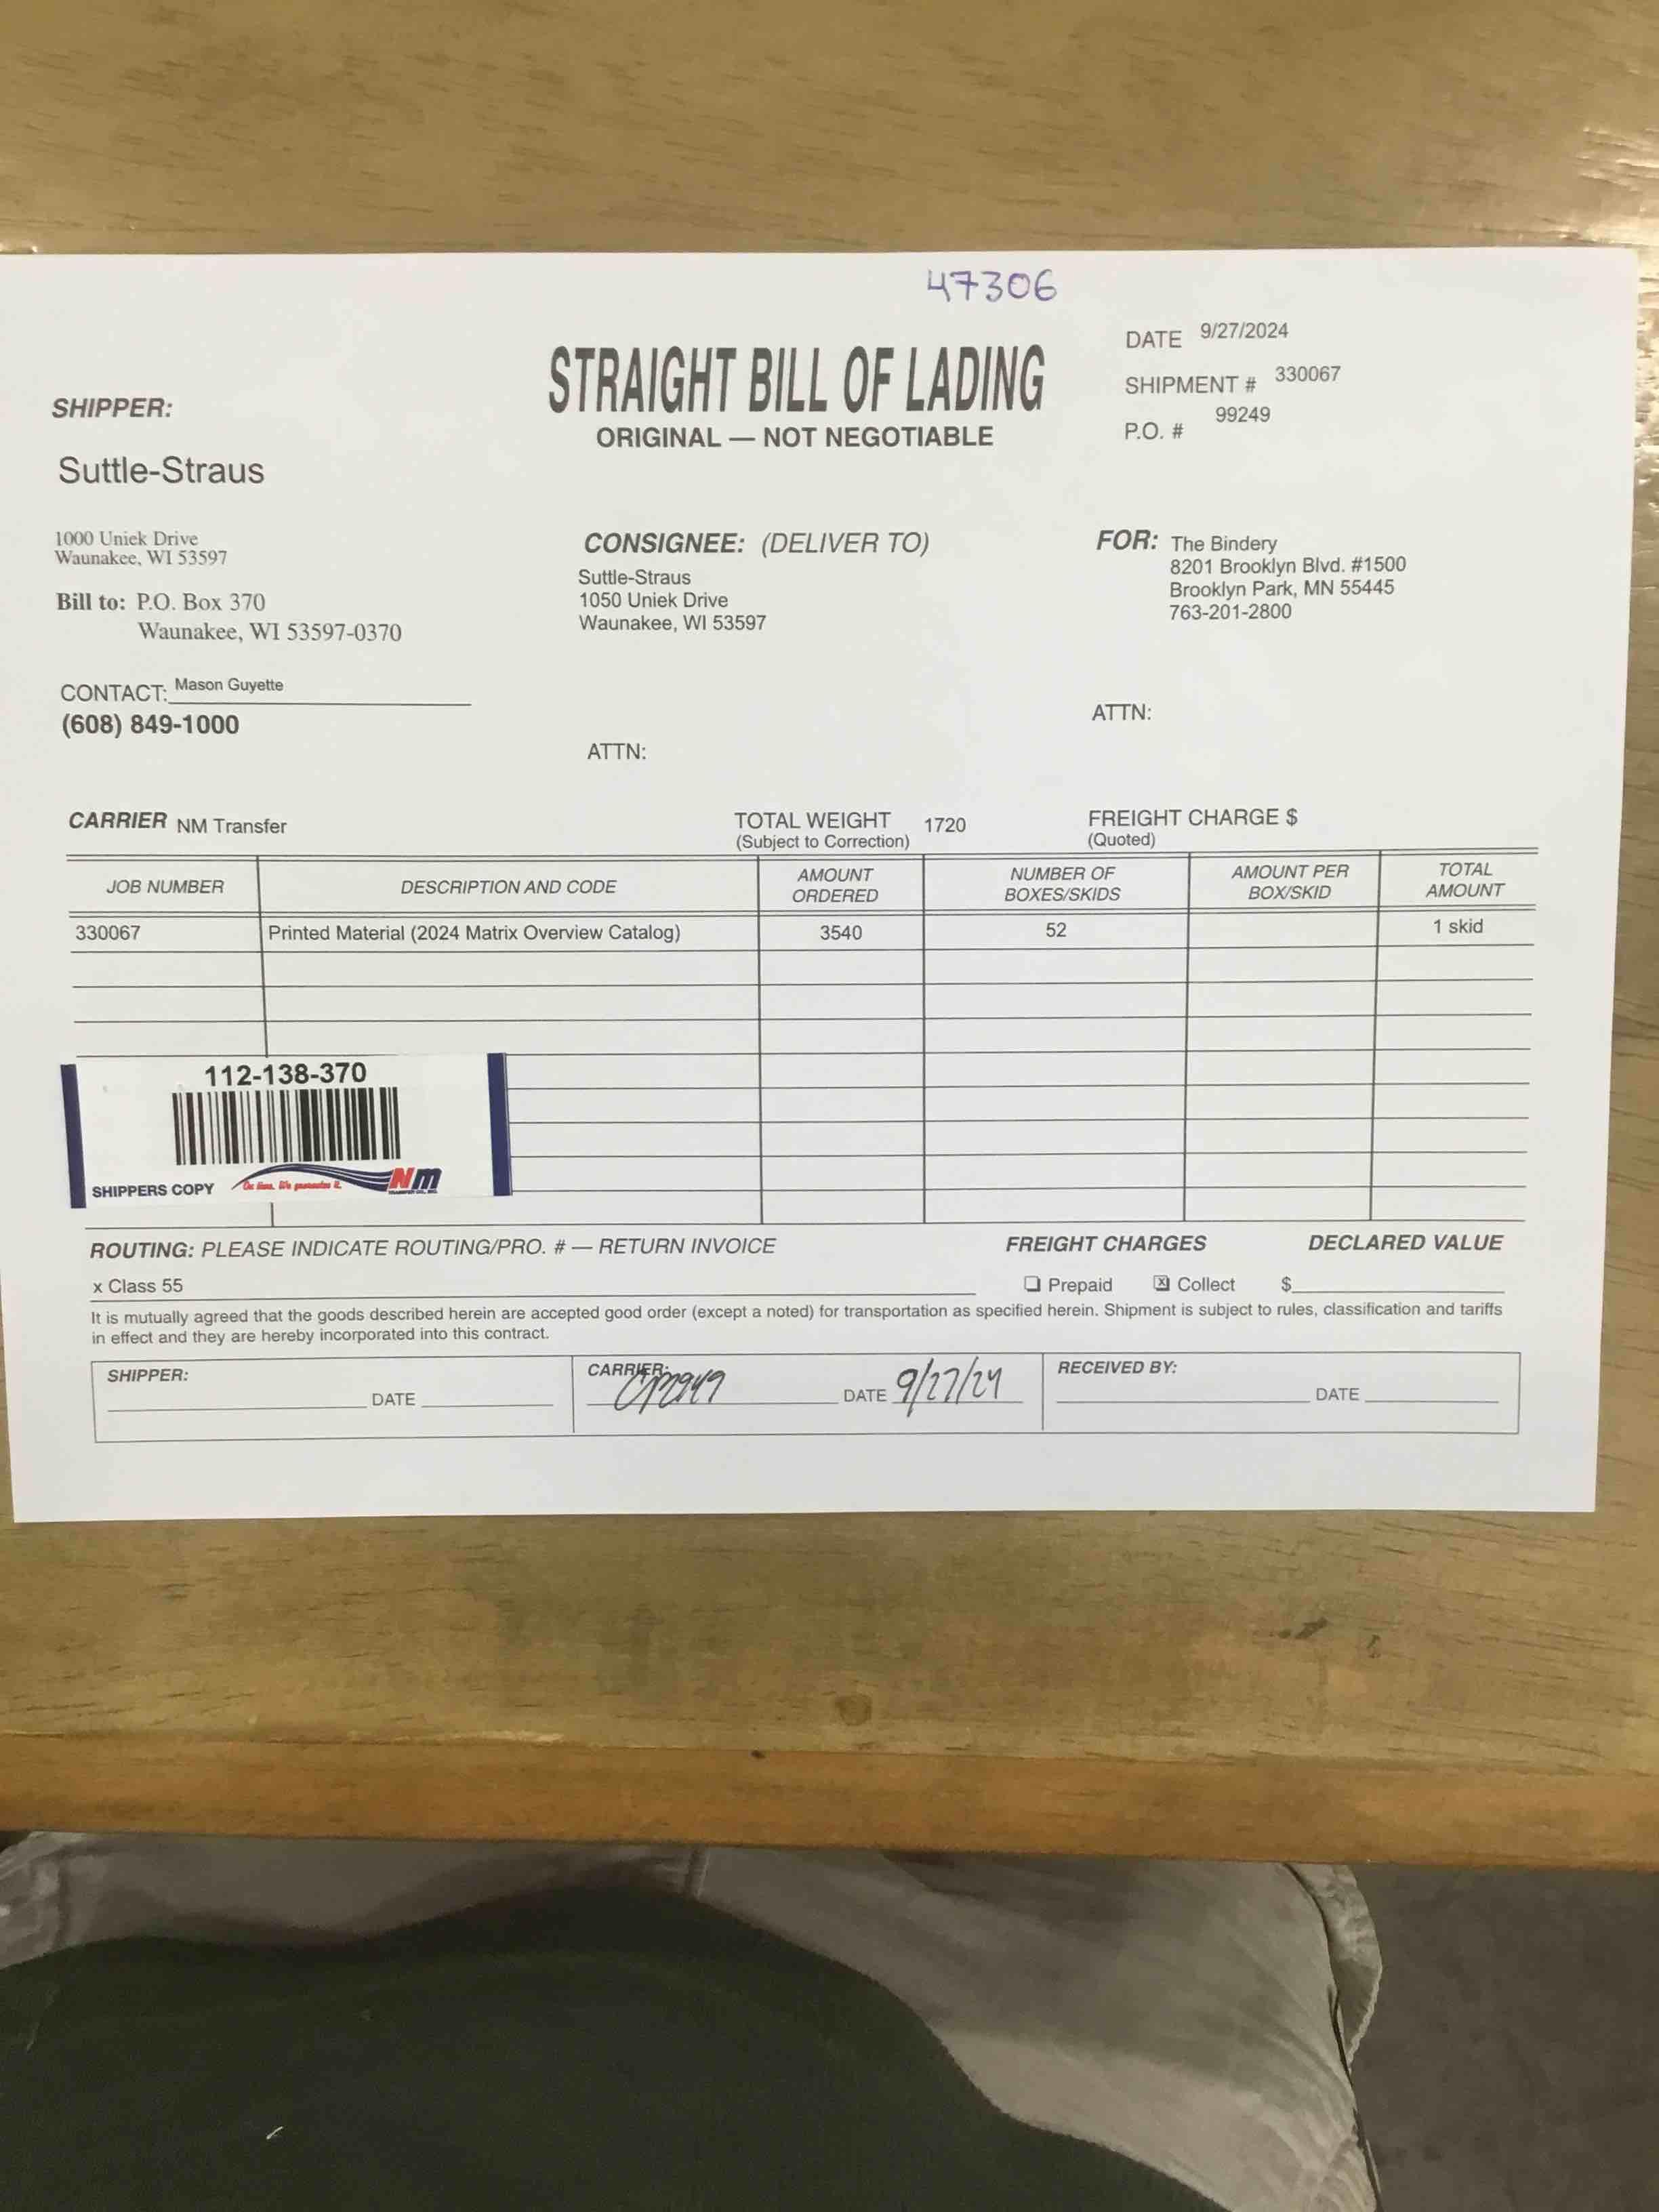 47306
STRAIGHT BILL OF LADING
ORIGINAL — NOT NEGOTIABLE
DATE 9/27/2024
SHIPMENT # 330067
P.O. # 99249
SHIPPER:
Suttle-Straus
1000 Uniek Drive
Waunakee, WI 53597
Bill to: P.O. Box 370
Waunakee, WI 53597-0370
CONTACT: Mason Guyette
(608) 849-1000
CONSIGNEE: (DELIVER TO)
Suttle-Straus
1050 Uniek Drive
Waunakee, WI 53597
ATTN:
FOR: The Bindery
8201 Brooklyn Blvd. #1500
Brooklyn Park, MN 55445
763-201-2800
ATTN:
CARRIER NM Transfer
TOTAL WEIGHT 1720
(Subject to Correction)
FREIGHT CHARGE $
(Quoted)
JOB NUMBER DESCRIPTION AND CODE AMOUNT ORDERED NUMBER OF BOXES/SKIDS AMOUNT PER BOX/SKID TOTAL AMOUNT
330067 Printed Material (2024 Matrix Overview Catalog) 3540 52 1 skid
112-138-370
SHIPPERS COPY On time. We guarantee it. NM
ROUTING: PLEASE INDICATE ROUTING/PRO. # — RETURN INVOICE
x Class 55
FREIGHT CHARGES DECLARED VALUE
❏ Prepaid ☒ Collect $
It is mutually agreed that the goods described herein are accepted good order (except a noted) for transportation as specified herein. Shipment is subject to rules, classification and tariffs
in effect and they are hereby incorporated into this contract.
SHIPPER: DATE
CARRIER: DATE 9/27/24
RECEIVED BY: DATE